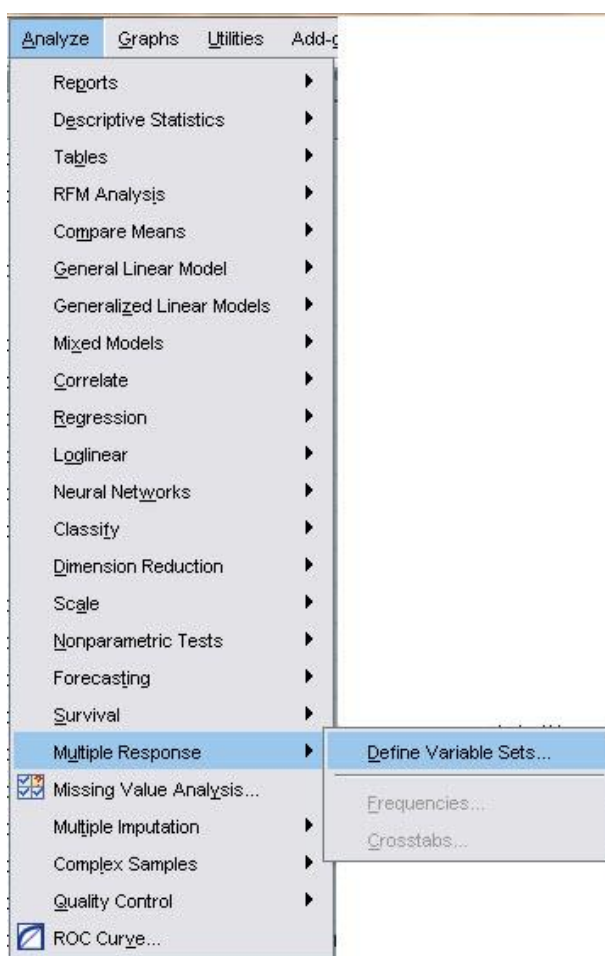 Analyze Graphs Utilities Add-g
Reports
Descriptive Statistics
Tables
RFM Analysis
Compare Means
General Linear Model
Generalized Linear Models
Mixed Models
Correlate
Regression
Loglinear
Neural Networks
Classify
Dimension Reduction
Scale
Nonparametric Tests
Forecasting
Survival
Multiple Response
Define Variable Sets...
Missing Value Analysis...
Frequencies...
Multiple Imputation
Crosstabs...
Complex Samples
Quality Control
ROC Curve...